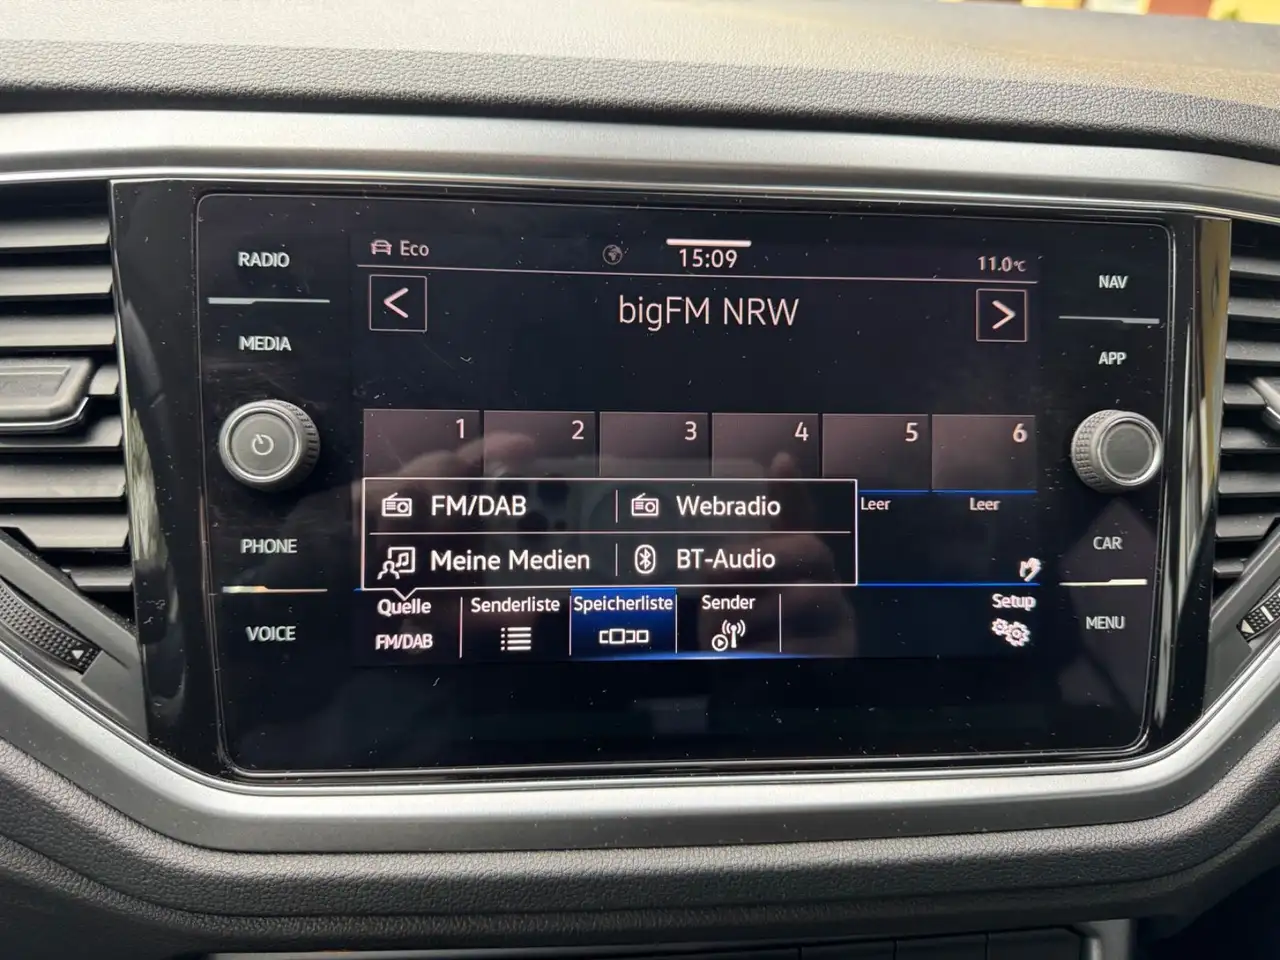 RADIO
MEDIA
PHONE
VOICE
Eco
15:09
11.0°C
<
bigFM NRW
>
1 2 3 4 5 6
Leer Leer
FM/DAB Webradio
Meine Medien BT-Audio
Quelle Senderliste Speicherliste Sender Setup
FM/DAB
NAV
APP
CAR
MENU